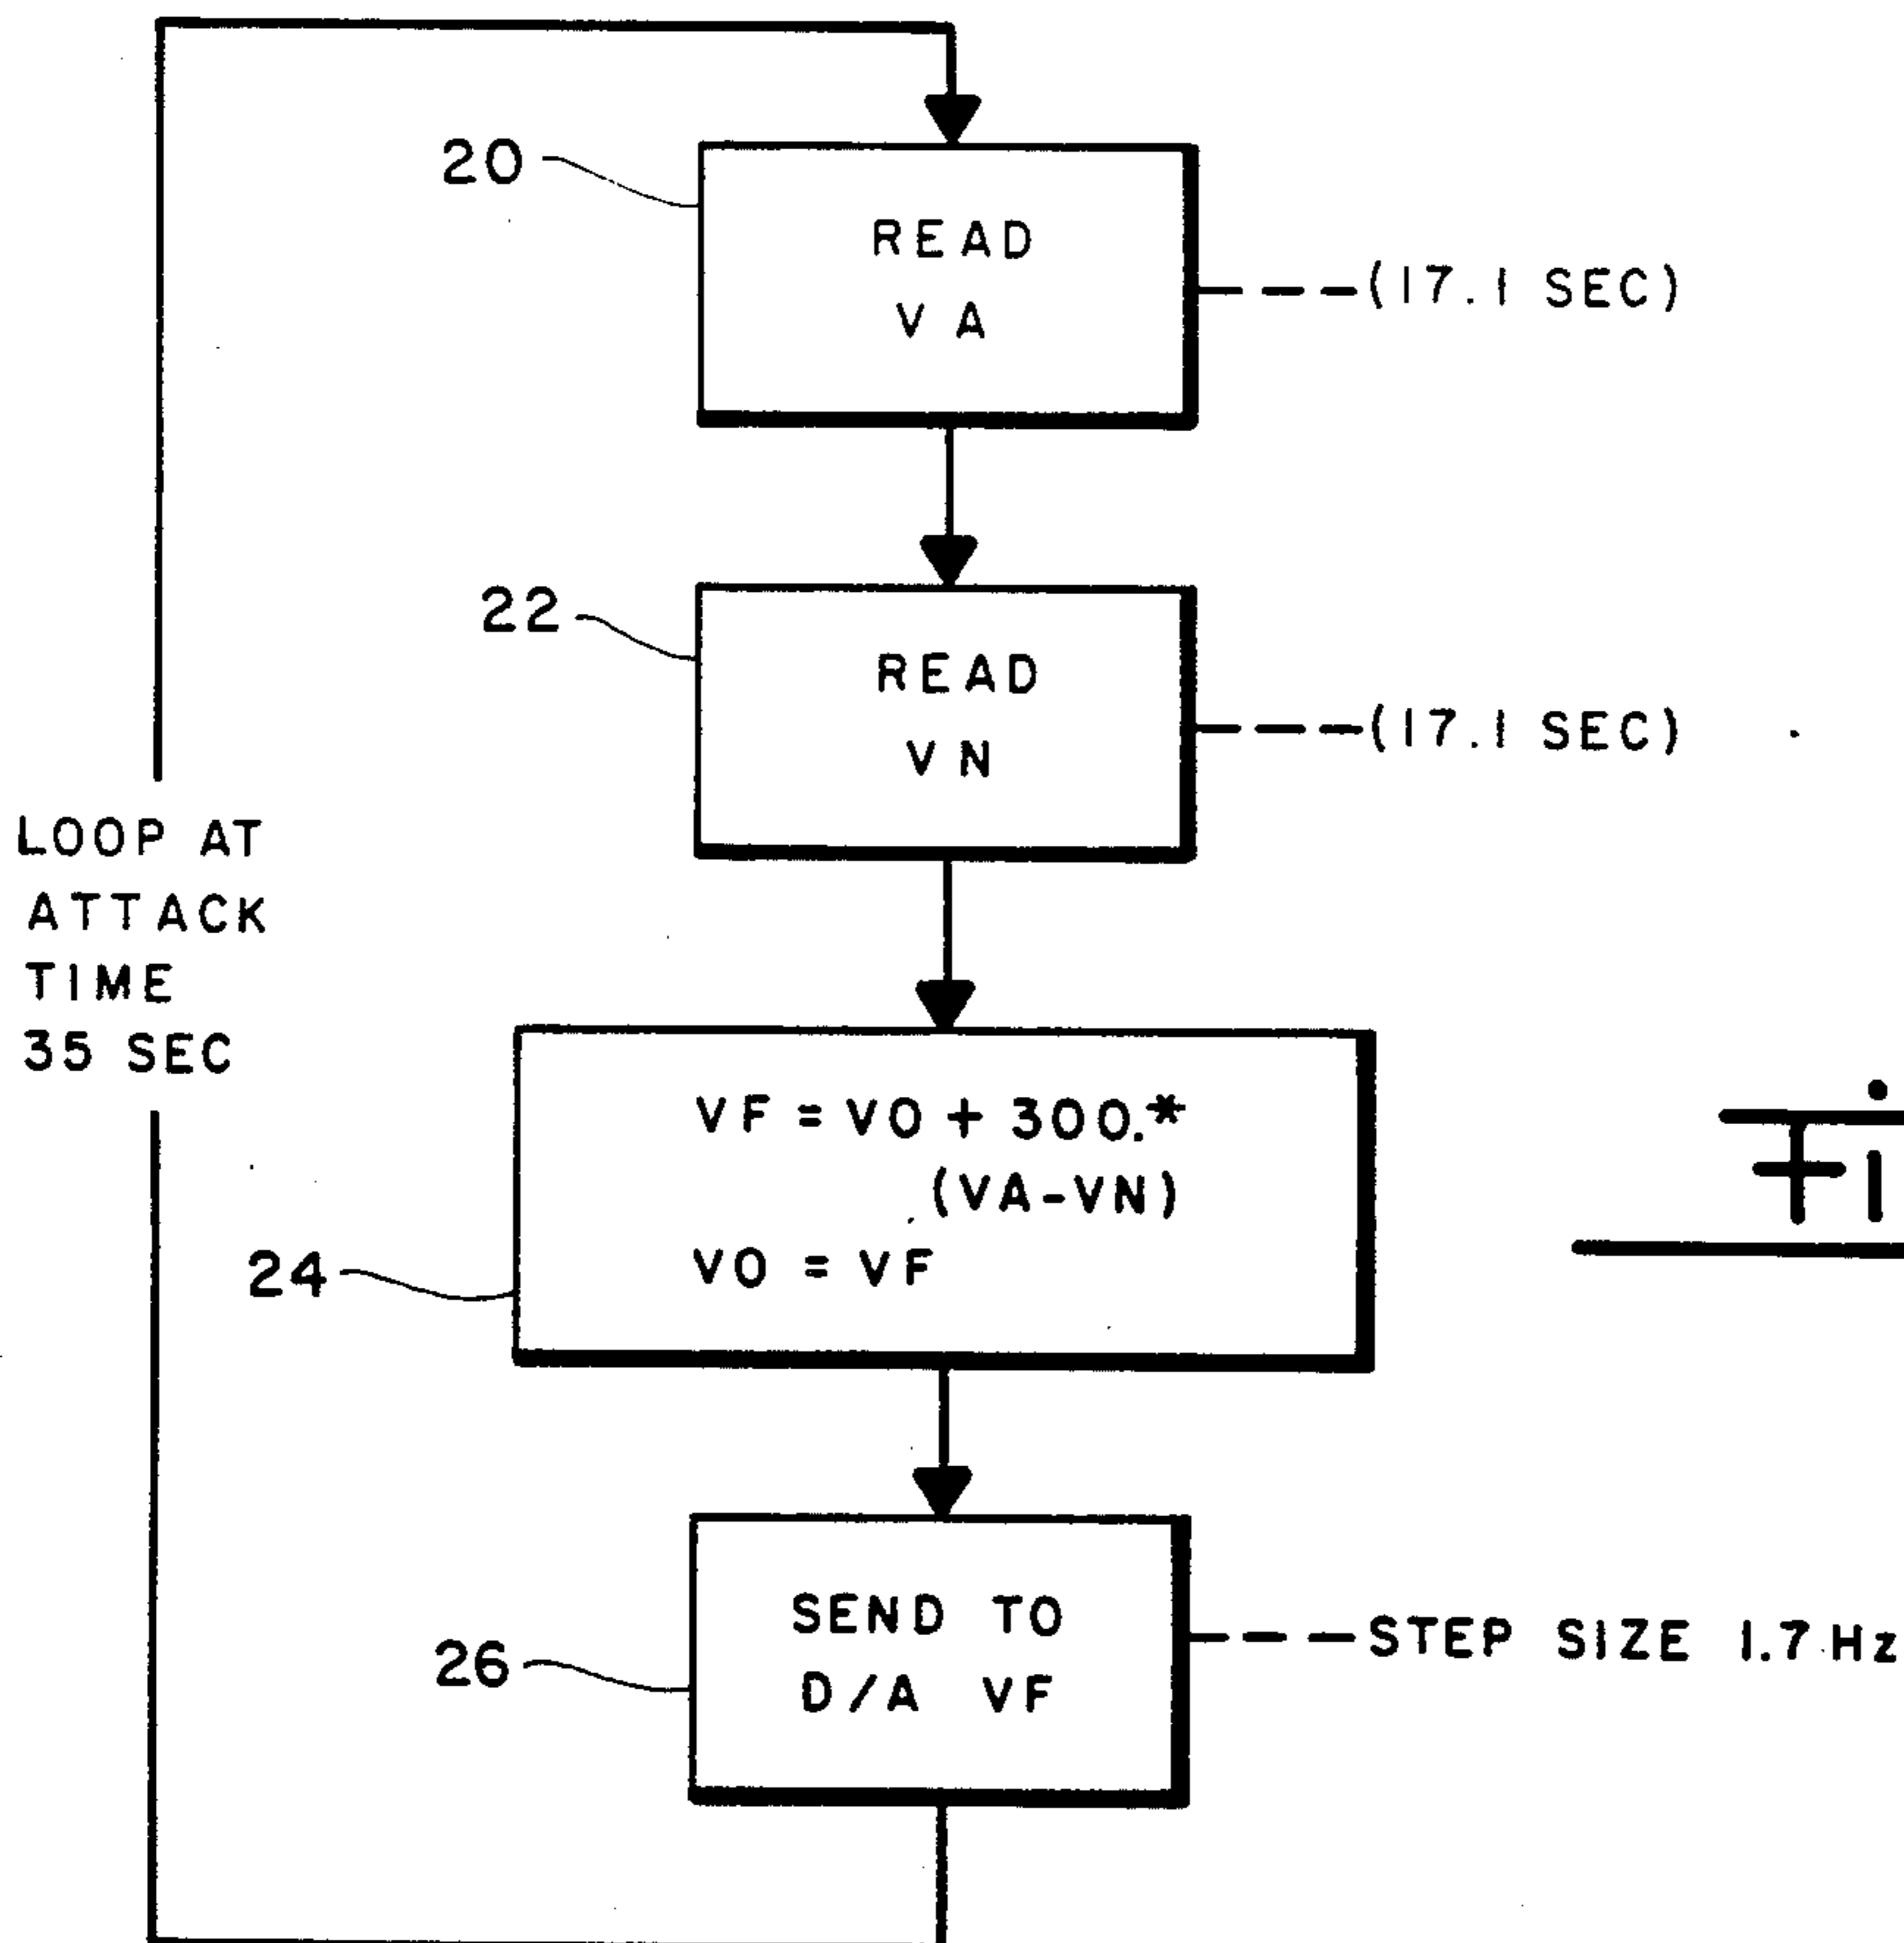 20
READ
VA
(17.1 SEC)
22
READ
VN
(17.1 SEC)
LOOP AT
ATTACK
TIME
35 SEC
VF = VO + 300.*
(VA-VN)
VO = VF
24
Fi
SEND TO
D/A VF
26
STEP SIZE 1.7 Hz